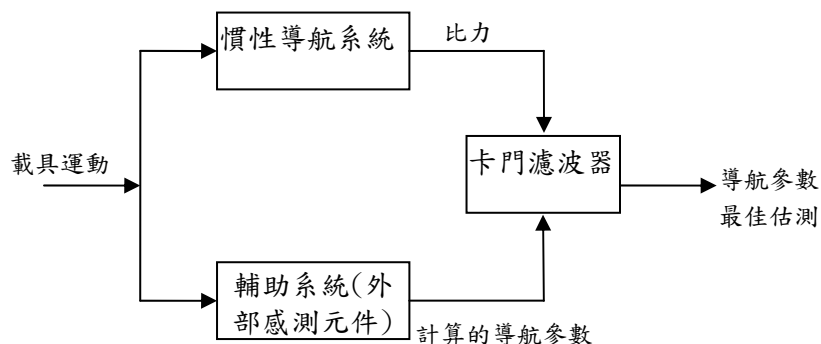 慣性導航系統
比力
載具運動
卡門濾波器
導航參數
最佳估測
輔助系統(外
部感測元件)
計算的導航參數